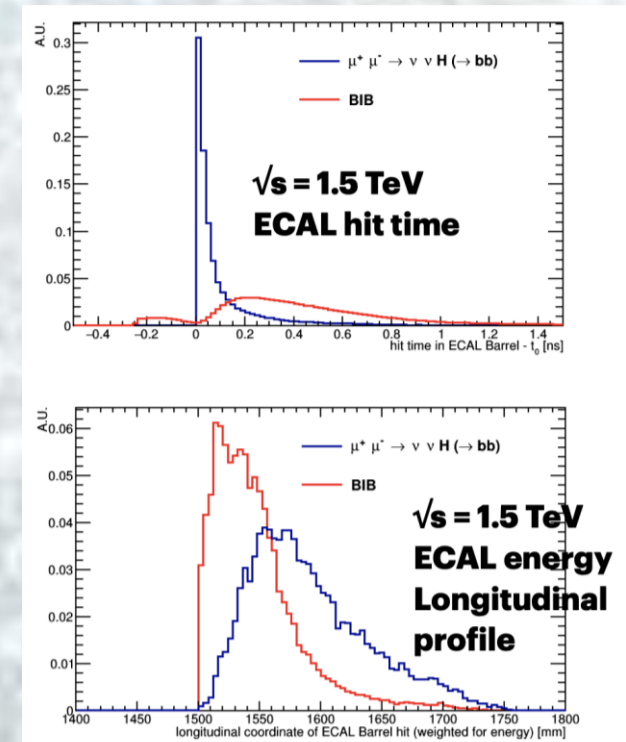 A.U.
0.3
0.25
0.2
0.15
0.1
0.05
0
μ⁺ μ⁻ → ν ν H (→ bb)
BIB
√s = 1.5 TeV
ECAL hit time
−0.4 −0.2 0 0.2 0.4 0.6 0.8 1 1.2 1.4
hit time in ECAL Barrel - t₀ [ns]
A.U.
0.06
0.05
0.04
0.03
0.02
0.01
0
μ⁺ μ⁻ → ν ν H (→ bb)
BIB
√s = 1.5 TeV
ECAL energy
Longitudinal
profile
1400 1450 1500 1550 1600 1650 1700 1750 1800
longitudinal coordinate of ECAL Barrel hit (weighted for energy) [mm]